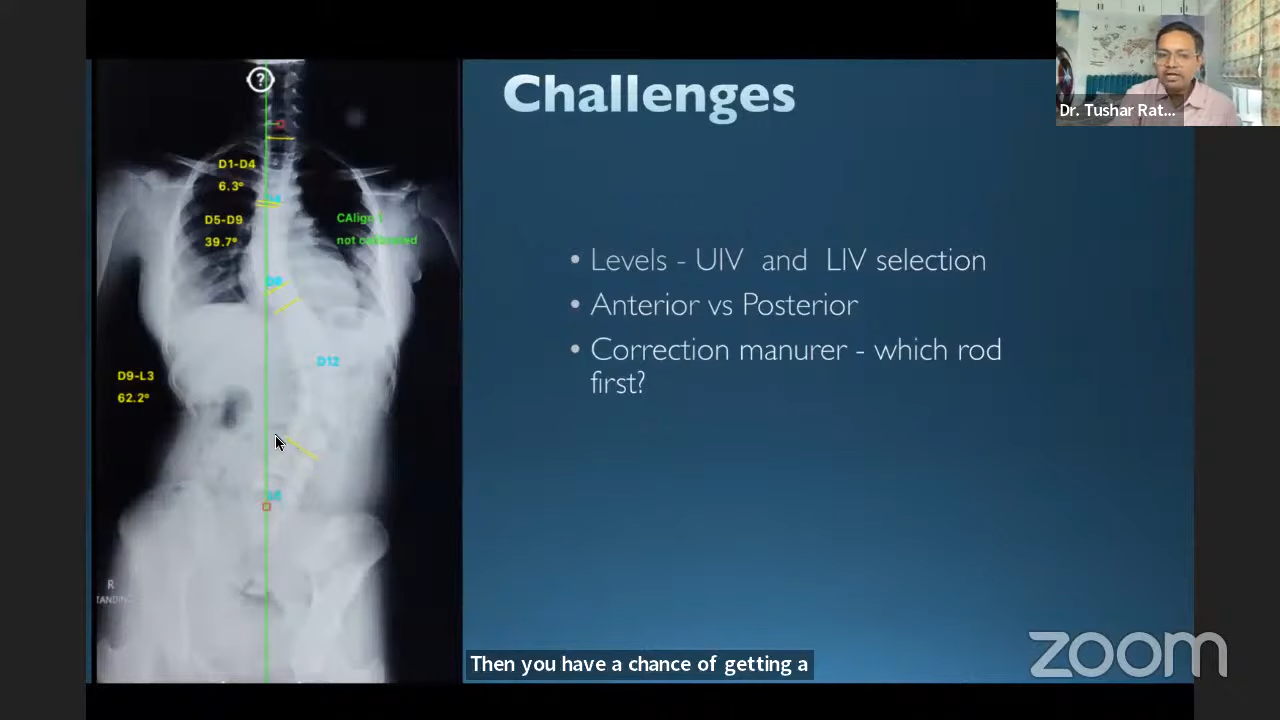 Challenges
Dr. Tushar Rat...
?
D1-D4
6.3°
D5-D9
39.7°
CAlign 1
D9-L3
62.2°
D12
R
• Levels - UIV and LIV selection
• Anterior vs Posterior
• Correction manurer - which rod
first?
Then you have a chance of getting a
zoom